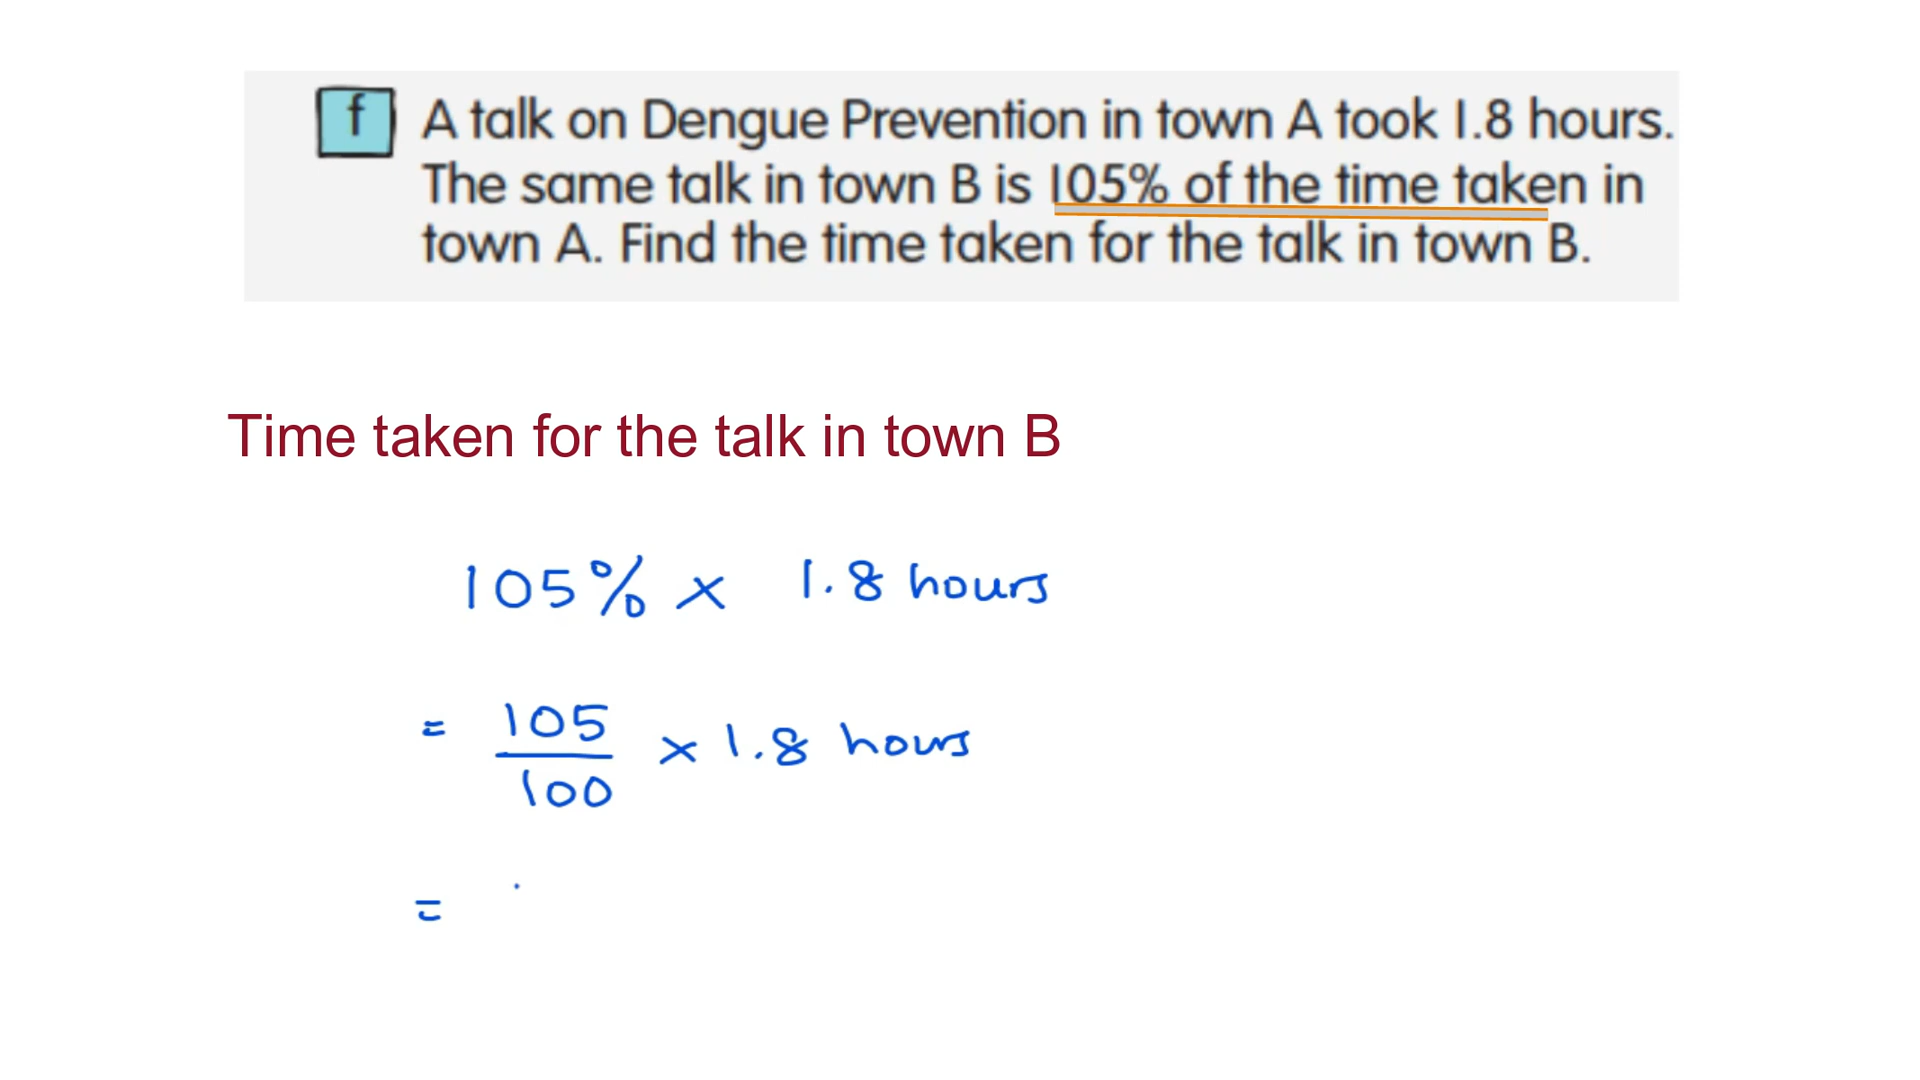 f
A talk on Dengue Prevention in town A took 1.8 hours.
The same talk in town B is 105% of the time taken in
town A. Find the time taken for the talk in town B.
Time taken for the talk in town B
105% × 1.8 hours
= 105/100 × 1.8 hours
=